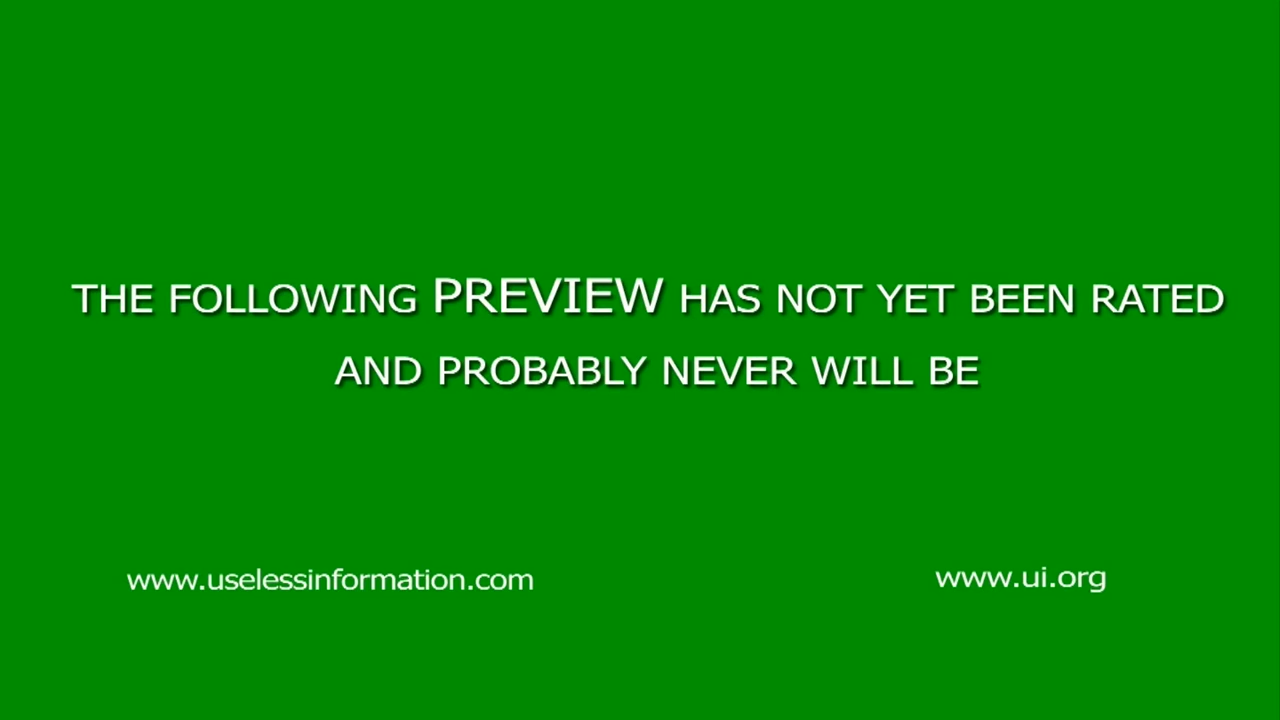 THE FOLLOWING PREVIEW HAS NOT YET BEEN RATED
AND PROBABLY NEVER WILL BE
www.uselessinformation.com www.ui.org